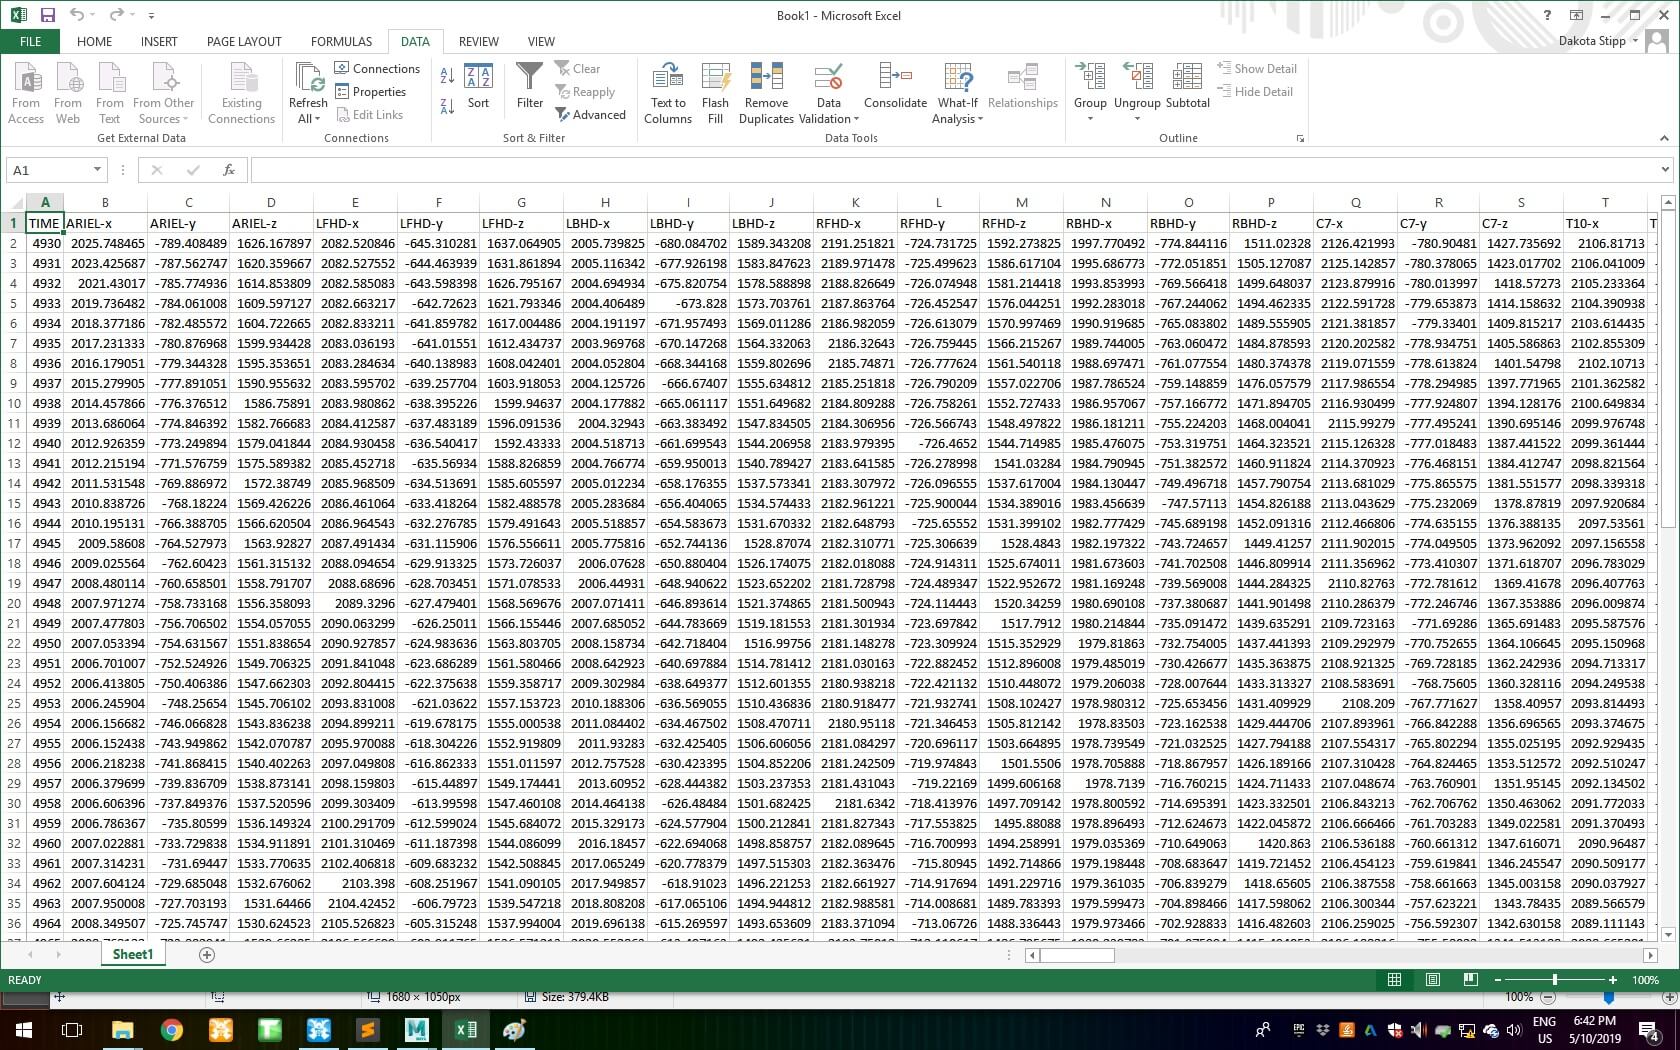 Book1 - Microsoft Excel
FILE HOME INSERT PAGE LAYOUT FORMULAS DATA REVIEW VIEW Dakota Stipp
From Access From Web From Text From Other Sources Existing Connections Refresh All Connections Properties Edit Links Sort Filter Clear Reapply Advanced Text to Columns Flash Fill Remove Duplicates Data Validation Consolidate What-If Analysis Relationships Group Ungroup Subtotal Show Detail Hide Detail
Get External Data Connections Sort & Filter Data Tools Outline
A1 fx
A B C D E F G H I J K L M N O P Q R S T
1 TIME ARIEL-x ARIEL-y ARIEL-z LFHD-x LFHD-y LFHD-z LBHD-x LBHD-y LBHD-z RFHD-x RFHD-y RFHD-z RBHD-x RBHD-y RBHD-z C7-x C7-y C7-z T10-x T
2 4930 2025.748465 -789.408489 1626.167897 2082.520846 -645.310281 1637.064905 2005.739825 -680.084702 1589.343208 2191.251821 -724.731725 1592.273825 1997.770492 -774.844116 1511.02328 2126.421993 -780.90481 1427.735692 2106.81713
3 4931 2023.425687 -787.562747 1620.359667 2082.527552 -644.463939 1631.861894 2005.116342 -677.926198 1583.847623 2189.971478 -725.499623 1586.617104 1995.686773 -772.051851 1505.127087 2125.142857 -780.378065 1423.017702 2106.041009
4 4932 2021.43017 -785.774936 1614.853809 2082.585083 -643.598398 1626.795167 2004.694934 -675.820754 1578.588898 2188.826649 -726.074948 1581.214418 1993.853993 -769.566418 1499.648037 2123.879916 -780.013997 1418.57273 2105.233364
5 4933 2019.736482 -784.061008 1609.597127 2082.663217 -642.72623 1621.793346 2004.406489 -673.828 1573.703761 2187.863764 -726.452547 1576.044251 1992.283018 -767.244062 1494.462335 2122.591728 -779.653873 1414.158632 2104.390938
6 4934 2018.377186 -782.485572 1604.722665 2082.833211 -641.859782 1617.004486 2004.191197 -671.957493 1569.011286 2186.982059 -726.613079 1570.997469 1990.919685 -765.083802 1489.555905 2121.381857 -779.33401 1409.815217 2103.614435
7 4935 2017.231333 -780.876968 1599.934428 2083.036193 -641.01551 1612.434737 2003.969768 -670.147268 1564.332063 2186.32643 -726.759445 1566.215267 1989.744005 -763.060472 1484.878593 2120.202582 -778.934751 1405.586863 2102.855309
8 4936 2016.179051 -779.344328 1595.353651 2083.284634 -640.138983 1608.042401 2004.052804 -668.344168 1559.802696 2185.74871 -726.777624 1561.540118 1988.697471 -761.077554 1480.374378 2119.071559 -778.613824 1401.54798 2102.10713
9 4937 2015.279905 -777.891051 1590.955632 2083.595702 -639.257704 1603.918053 2004.125726 -666.67407 1555.634812 2185.251818 -726.790209 1557.022706 1987.786524 -759.148859 1476.057579 2117.986554 -778.294985 1397.771965 2101.362582
10 4938 2014.457866 -776.376512 1586.75891 2083.980862 -638.395226 1599.94637 2004.177882 -665.061117 1551.649682 2184.809288 -726.758261 1552.727433 1986.957067 -757.166772 1471.894705 2116.930499 -777.924807 1394.128176 2100.649834
11 4939 2013.686064 -774.846392 1582.766683 2084.412587 -637.483189 1596.091536 2004.32943 -663.383492 1547.834505 2184.306956 -726.566743 1548.497822 1986.181211 -755.224203 1468.004041 2115.99279 -777.495241 1390.695146 2099.976748
12 4940 2012.926359 -773.249894 1579.041844 2084.930458 -636.540417 1592.43333 2004.518713 -661.699543 1544.206958 2183.979395 -726.4652 1544.714985 1985.476075 -753.319751 1464.323521 2115.126328 -777.018483 1387.441522 2099.361444
13 4941 2012.215194 -771.576759 1575.589382 2085.452718 -635.56934 1588.826859 2004.766774 -659.950013 1540.789427 2183.641585 -726.278998 1541.03284 1984.790945 -751.382572 1460.911824 2114.370923 -776.468151 1384.412747 2098.821564
14 4942 2011.531548 -769.886972 1572.38749 2085.968509 -634.513691 1585.605597 2005.012234 -658.176355 1537.573341 2183.307972 -726.096555 1537.617004 1984.130447 -749.496718 1457.790754 2113.681029 -775.865575 1381.551577 2098.339318
15 4943 2010.838726 -768.18224 1569.426226 2086.461064 -633.418264 1582.488578 2005.283684 -656.404065 1534.574433 2182.961221 -725.900044 1534.389016 1983.456639 -747.57113 1454.826188 2113.043629 -775.232069 1378.87819 2097.920684
16 4944 2010.195131 -766.388705 1566.620504 2086.964543 -632.276785 1579.491643 2005.518857 -654.583673 1531.670332 2182.648793 -725.65552 1531.399102 1982.777429 -745.689198 1452.091316 2112.466806 -774.635155 1376.388135 2097.53561
17 4945 2009.58608 -764.527973 1563.92827 2087.491434 -631.115906 1576.556611 2005.775816 -652.744136 1528.87074 2182.310771 -725.306639 1528.4843 1982.197322 -743.724657 1449.41257 2111.902015 -774.049505 1373.962092 2097.156558
18 4946 2009.025564 -762.60423 1561.315132 2088.094654 -629.913325 1573.726037 2006.07628 -650.880404 1526.174075 2182.018088 -724.914311 1525.674011 1981.673603 -741.702508 1446.809914 2111.356962 -773.410307 1371.618707 2096.783029
19 4947 2008.480114 -760.658501 1558.791707 2088.68696 -628.703451 1571.078533 2006.44931 -648.940622 1523.652202 2181.728798 -724.489347 1522.952672 1981.169248 -739.569008 1444.284325 2110.82763 -772.781612 1369.41678 2096.407763
20 4948 2007.971274 -758.733168 1556.358093 2089.3296 -627.479401 1568.569676 2007.071411 -646.893614 1521.374865 2181.500943 -724.114443 1520.34259 1980.690108 -737.380687 1441.901498 2110.286379 -772.246746 1367.353886 2096.009874
21 4949 2007.477803 -756.706502 1554.057055 2090.063299 -626.25011 1566.155446 2007.685052 -644.783669 1519.181553 2181.301934 -723.697842 1517.7912 1980.214844 -735.091472 1439.635291 2109.723163 -771.69286 1365.691483 2095.587576
22 4950 2007.053394 -754.631567 1551.838654 2090.927857 -624.983636 1563.803705 2008.158734 -642.718404 1516.99756 2181.148278 -723.309924 1515.352929 1979.81863 -732.754005 1437.441393 2109.292979 -770.752655 1364.106645 2095.150968
23 4951 2006.701007 -752.524926 1549.706325 2091.841048 -623.686289 1561.580466 2008.642923 -640.697884 1514.781412 2181.030163 -722.882452 1512.896008 1979.485019 -730.426677 1435.363875 2108.921325 -769.728185 1362.242936 2094.713317
24 4952 2006.413805 -750.406386 1547.662303 2092.804415 -622.375638 1559.358717 2009.302984 -638.649377 1512.601355 2180.938218 -722.421132 1510.448072 1979.206038 -728.007644 1433.313327 2108.583691 -768.75605 1360.328116 2094.249538
25 4953 2006.245904 -748.25654 1545.706102 2093.831008 -621.03622 1557.153723 2010.188306 -636.569055 1510.436836 2180.918477 -721.932741 1508.102427 1978.980312 -725.653456 1431.409929 2108.209 -767.771627 1358.40957 2093.814493
26 4954 2006.156682 -746.066828 1543.836238 2094.899211 -619.678175 1555.000538 2011.084402 -634.467502 1508.470711 2180.95118 -721.346453 1505.812142 1978.83503 -723.162538 1429.444706 2107.893961 -766.842288 1356.696565 2093.374675
27 4955 2006.152438 -743.949862 1542.070787 2095.970088 -618.304226 1552.919809 2011.93283 -632.425405 1506.606056 2181.084297 -720.696117 1503.664895 1978.739549 -721.032525 1427.794188 2107.554317 -765.802294 1355.025195 2092.929435
28 4956 2006.218238 -741.868415 1540.402263 2097.049808 -616.862333 1551.011597 2012.757528 -630.423395 1504.852206 2181.242509 -719.974843 1501.5506 1978.705888 -718.867957 1426.189166 2107.310428 -764.824465 1353.512572 2092.510247
29 4957 2006.379699 -739.836709 1538.873141 2098.159803 -615.44897 1549.174441 2013.60952 -628.444382 1503.237353 2181.431043 -719.22169 1499.606168 1978.7139 -716.760215 1424.711433 2107.048674 -763.760901 1351.95145 2092.134502
30 4958 2006.606396 -737.849376 1537.520596 2099.303409 -613.99598 1547.460108 2014.464138 -626.48484 1501.682425 2181.6342 -718.413976 1497.709142 1978.800592 -714.695391 1423.332501 2106.843213 -762.706762 1350.463062 2091.772033
31 4959 2006.786367 -735.80599 1536.149324 2100.291709 -612.599024 1545.684072 2015.329173 -624.577904 1500.212841 2181.827343 -717.553825 1495.88088 1978.896493 -712.624673 1422.045872 2106.666466 -761.703283 1349.022581 2091.370493
32 4960 2007.022881 -733.729838 1534.911891 2101.310469 -611.187398 1544.086099 2016.18457 -622.694068 1498.858757 2182.089645 -716.700993 1494.258991 1979.035369 -710.649063 1420.863 2106.536188 -760.661312 1347.616071 2090.96487
33 4961 2007.314231 -731.69447 1533.770635 2102.406818 -609.683232 1542.508845 2017.065249 -620.778379 1497.515303 2182.363476 -715.80945 1492.714866 1979.198448 -708.683647 1419.721452 2106.454123 -759.619841 1346.245547 2090.509177
34 4962 2007.604124 -729.685048 1532.676062 2103.398 -608.251967 1541.090105 2017.949857 -618.91023 1496.221253 2182.661927 -714.917694 1491.229716 1979.361035 -706.839279 1418.65605 2106.387558 -758.661663 1345.003158 2090.037927
35 4963 2007.950008 -727.703193 1531.64466 2104.42452 -606.79723 1539.547218 2018.808208 -617.065106 1494.944812 2182.988581 -714.008681 1489.783393 1979.599473 -704.898466 1417.598062 2106.300344 -757.623221 1343.78435 2089.566579
36 4964 2008.349507 -725.745747 1530.624523 2105.526823 -605.315248 1537.994004 2019.696138 -615.269597 1493.653609 2183.371094 -713.06726 1488.336443 1979.973466 -702.928833 1416.482603 2106.259025 -756.592307 1342.630158 2089.111143
Sheet1
READY 100%
1680 × 1050px Size: 379.4KB 100%
ENG US 6:42 PM 5/10/2019 4